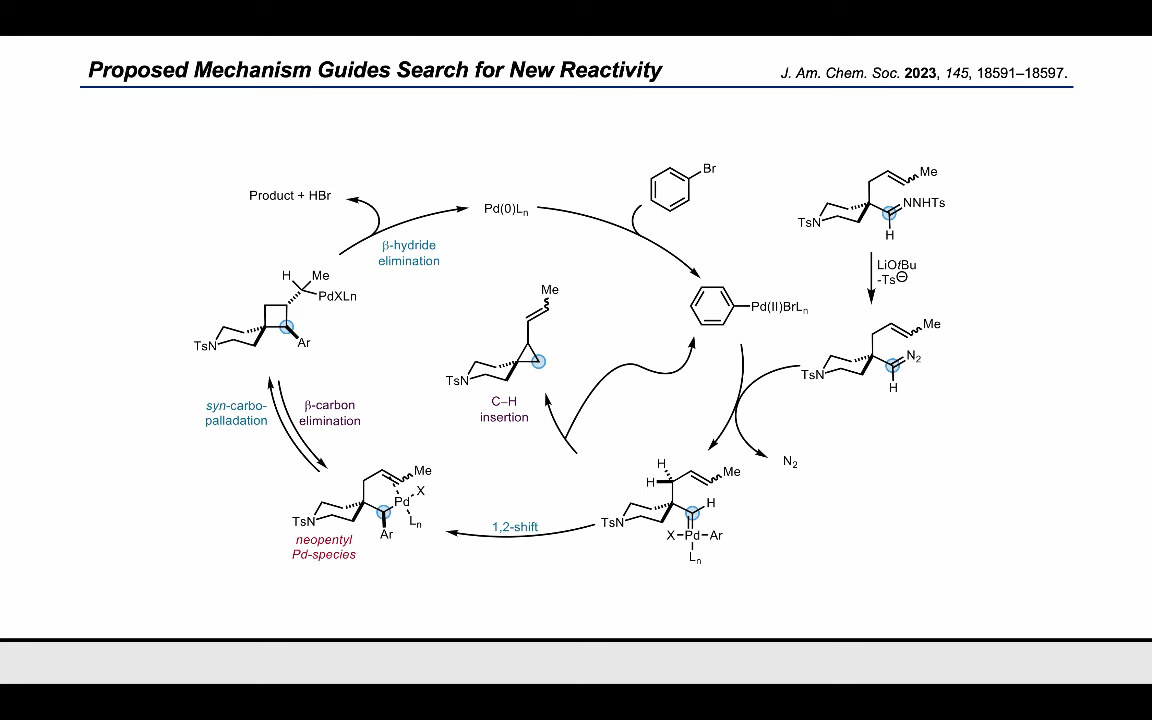 Proposed Mechanism Guides Search for New Reactivity
J. Am. Chem. Soc. 2023, 145, 18591–18597.
Br
Me
Product + HBr
NNHTs
Pd(0)Ln
TsN
H
β-hydride
elimination
LiOtBu
-Ts⊖
H Me
PdXLn
Me
Pd(II)BrLn
Me
N2
TsN
Ar
TsN
H
TsN
C–H
insertion
syn-carbo-
palladation
β-carbon
elimination
N2
Me
X
Pd
Ln
TsN
Ar
neopentyl
Pd-species
1,2-shift
H
H
Me
H
TsN
X–Pd–Ar
Ln